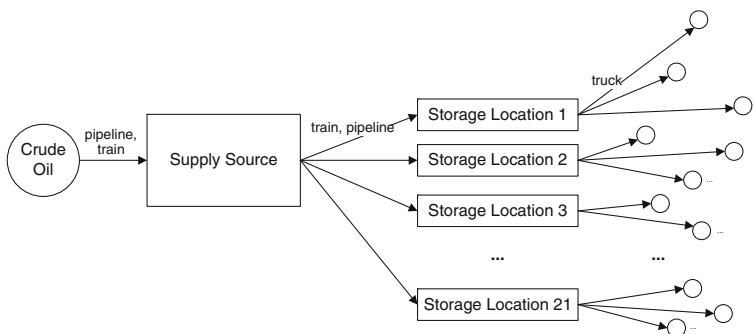 Crude
Oil
pipeline,
train
Supply Source
train, pipeline
truck
Storage Location 1
Storage Location 2
...
Storage Location 3
...
...
...
Storage Location 21
...